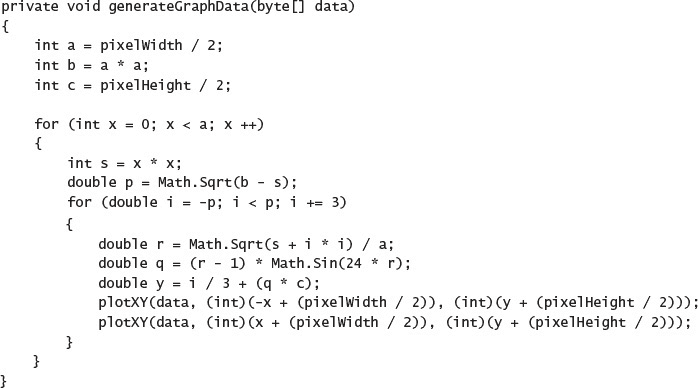 private void generateGraphData(byte[] data)
{
int a = pixelWidth / 2;
int b = a * a;
int c = pixelHeight / 2;
for (int x = 0; x < a; x ++)
{
int s = x * x;
double p = Math.Sqrt(b - s);
for (double i = -p; i < p; i += 3)
{
double r = Math.Sqrt(s + i * i) / a;
double q = (r - 1) * Math.Sin(24 * r);
double y = i / 3 + (q * c);
plotXY(data, (int)(-x + (pixelWidth / 2)), (int)(y + (pixelHeight / 2)));
plotXY(data, (int)(x + (pixelWidth / 2)), (int)(y + (pixelHeight / 2)));
}
}
}